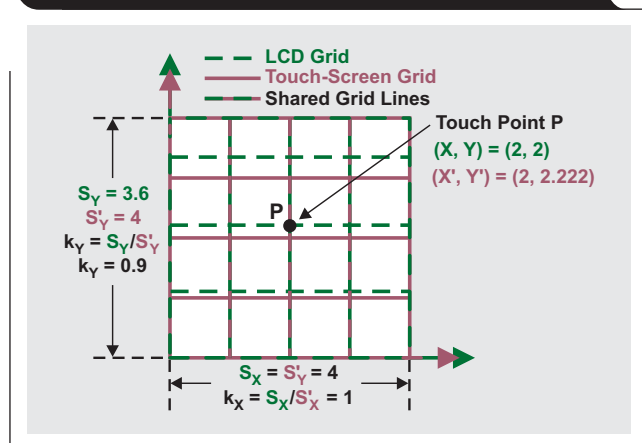 LCD Grid
Touch-Screen Grid
Shared Grid Lines
Touch Point P
(X, Y) = (2, 2)
(X', Y') = (2, 2.222)
S_Y = 3.6
S'_Y = 4
k_Y = S_Y/S'_Y
k_Y = 0.9
P
S_X = S'_Y = 4
k_X = S_X/S'_X = 1